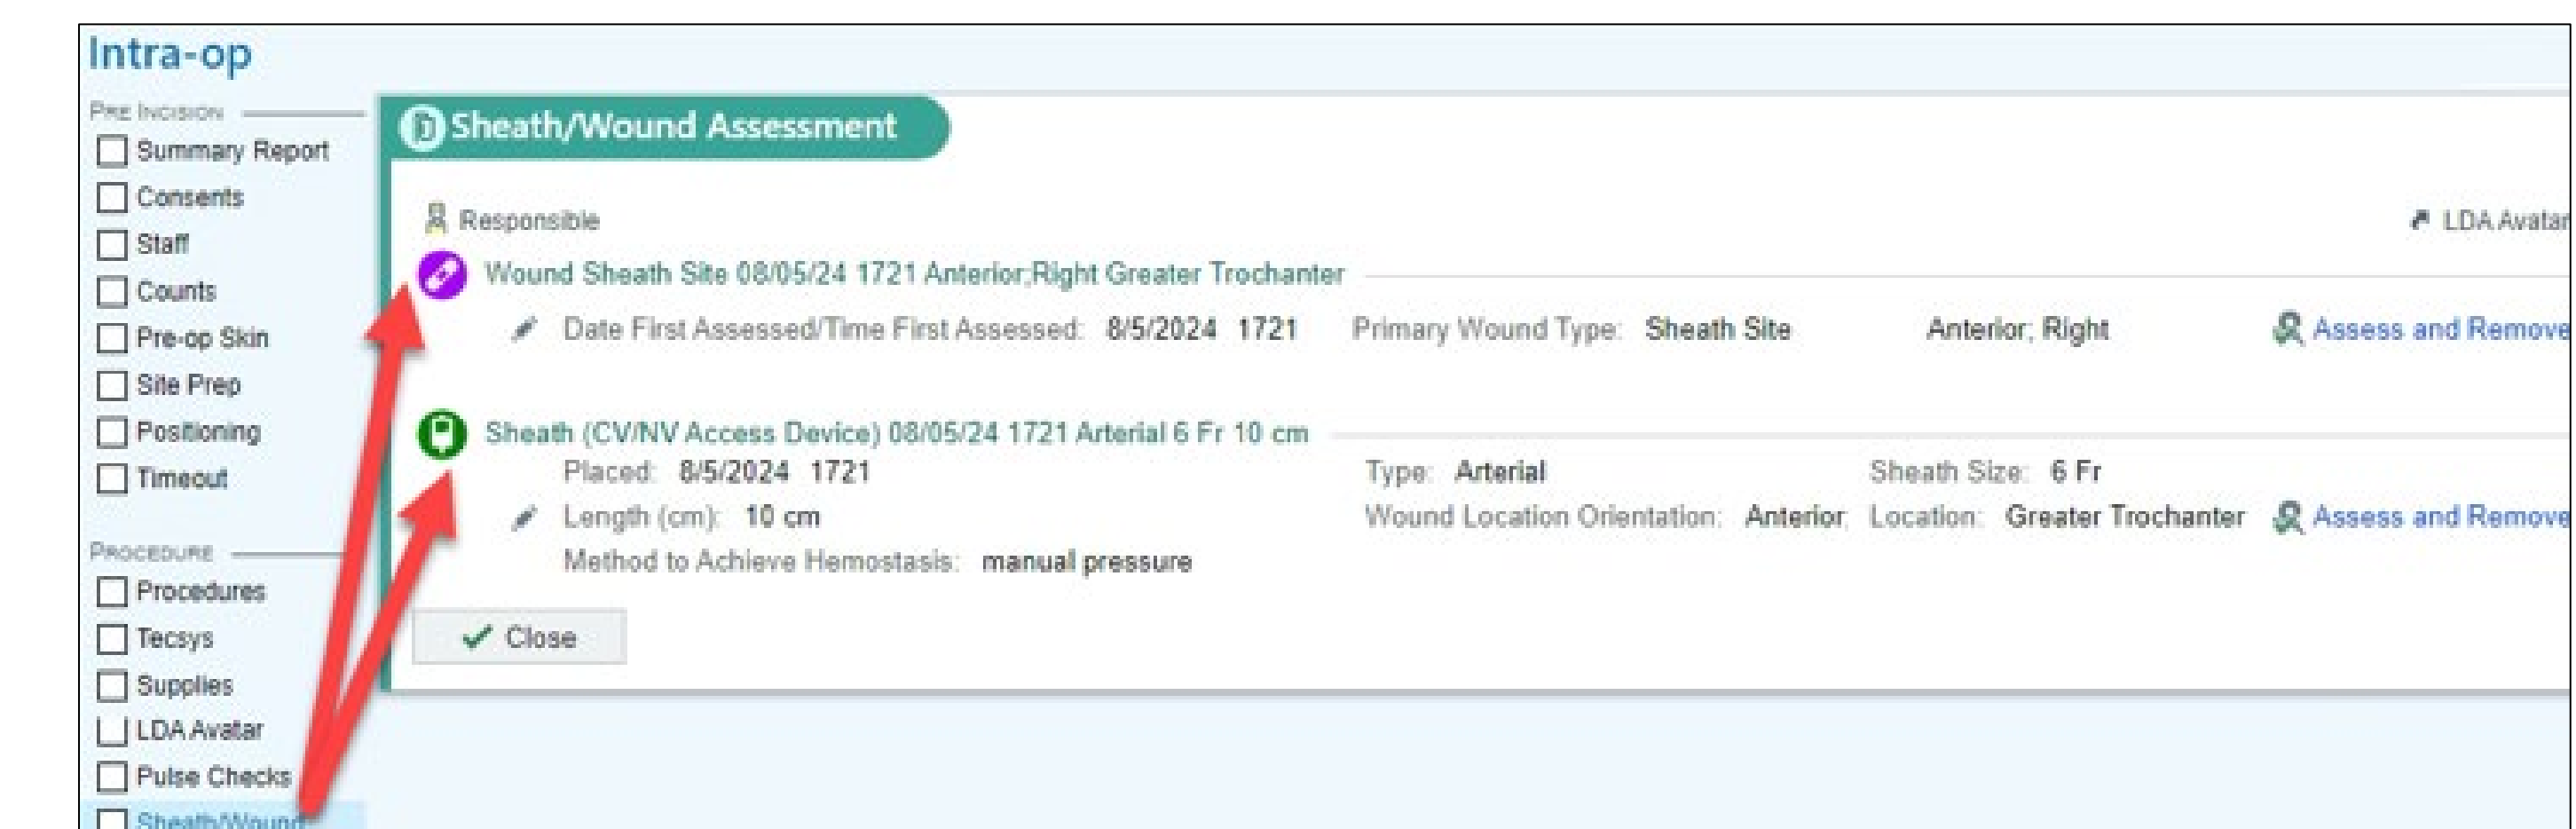 Intra-op
PRE INCISION
Summary Report
Consents
Staff
Counts
Pre-op Skin
Site Prep
Positioning
Timeout
PROCEDURE
Procedures
Tecsys
Supplies
LDA Avatar
Pulse Checks
Sheath/Wound
Sheath/Wound Assessment
Responsible
LDA Avatar
Wound Sheath Site 08/05/24 1721 Anterior;Right Greater Trochanter
Date First Assessed/Time First Assessed: 8/5/2024 1721 Primary Wound Type: Sheath Site Anterior; Right Assess and Remove
Sheath (CV/NV Access Device) 08/05/24 1721 Arterial 6 Fr 10 cm
Placed: 8/5/2024 1721 Type: Arterial Sheath Size: 6 Fr
Length (cm): 10 cm Wound Location Orientation: Anterior; Location: Greater Trochanter Assess and Remove
Method to Achieve Hemostasis: manual pressure
Close